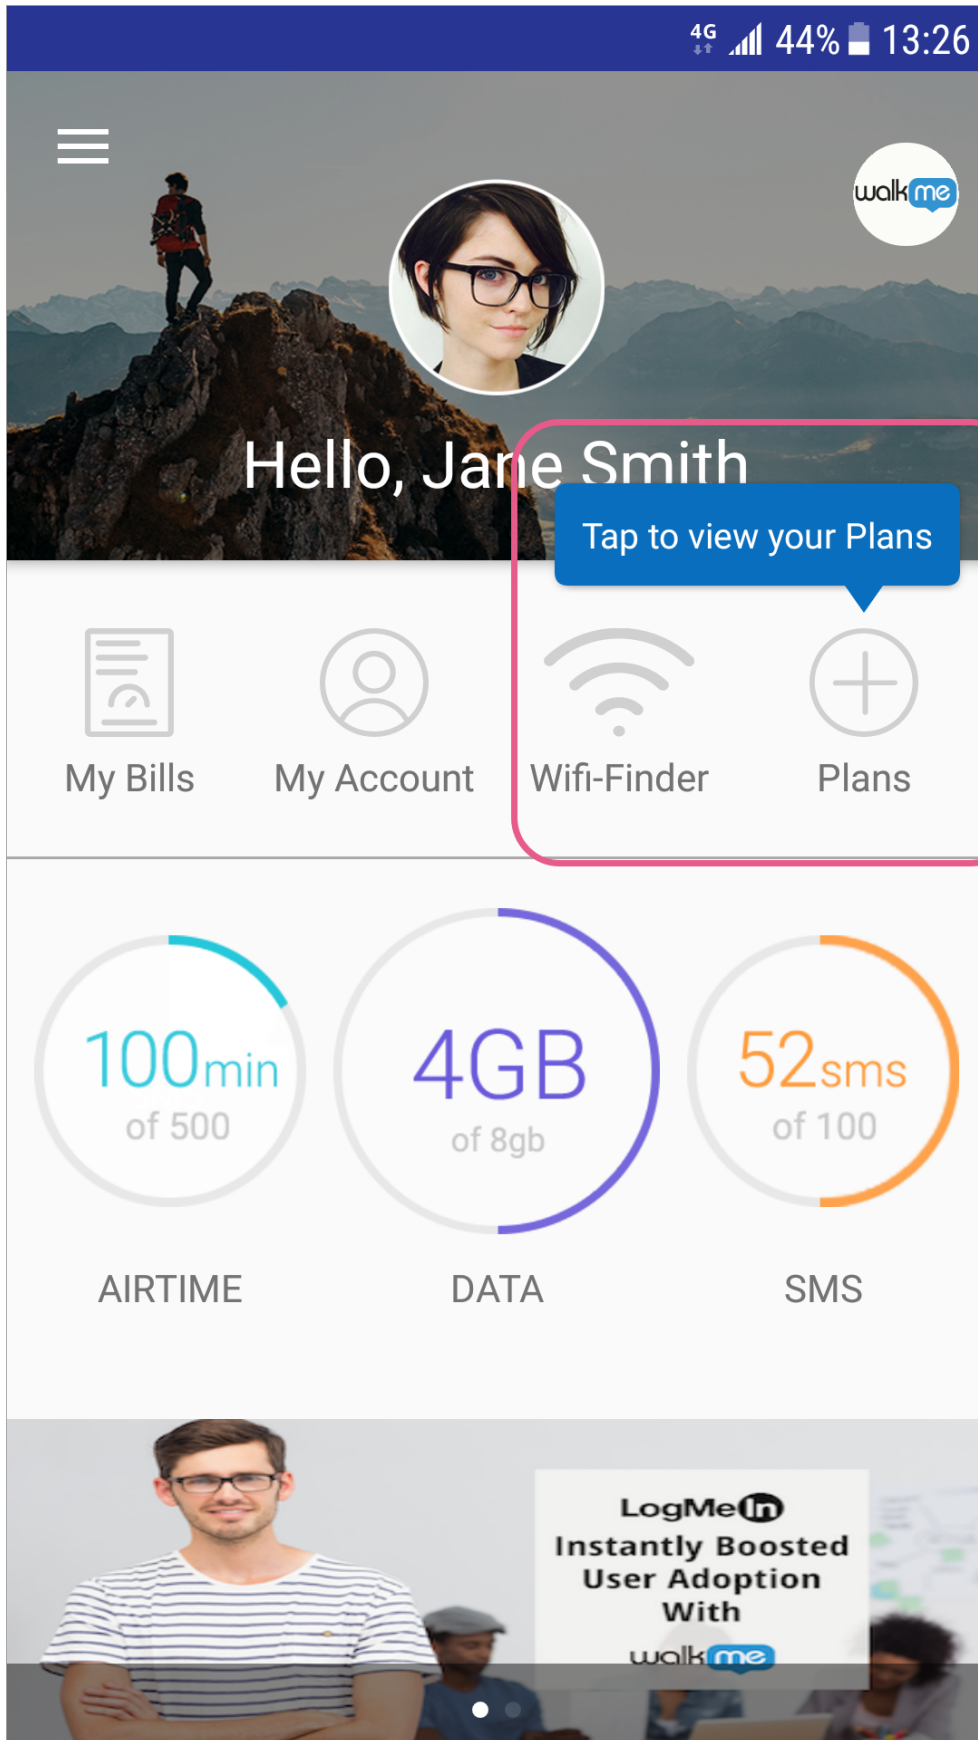 4G 44% 13:26
walkme
Hello, Jane Smith
Tap to view your Plans
My Bills My Account Wifi-Finder Plans
100min 4GB 52sms
of 500 of 8gb of 100
AIRTIME DATA SMS
LogMeIn
Instantly Boosted
User Adoption
With
walkme